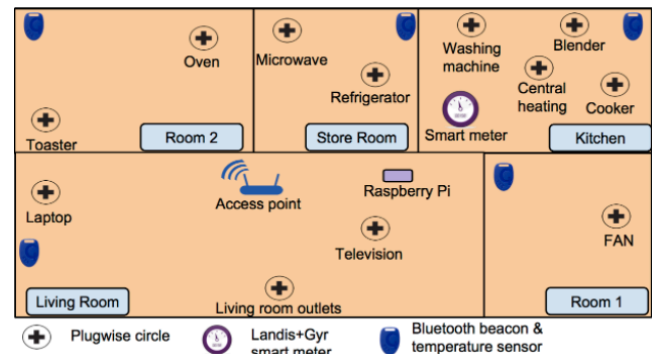 Oven
Toaster
Room 2
Microwave
Refrigerator
Store Room
Washing
machine
Blender
Central
heating
Cooker
Smart meter
Kitchen
Laptop
Access point
Raspberry Pi
Television
Living Room
Living room outlets
FAN
Room 1
Plugwise circle
Landis+Gyr
smart meter
Bluetooth beacon &
temperature sensor